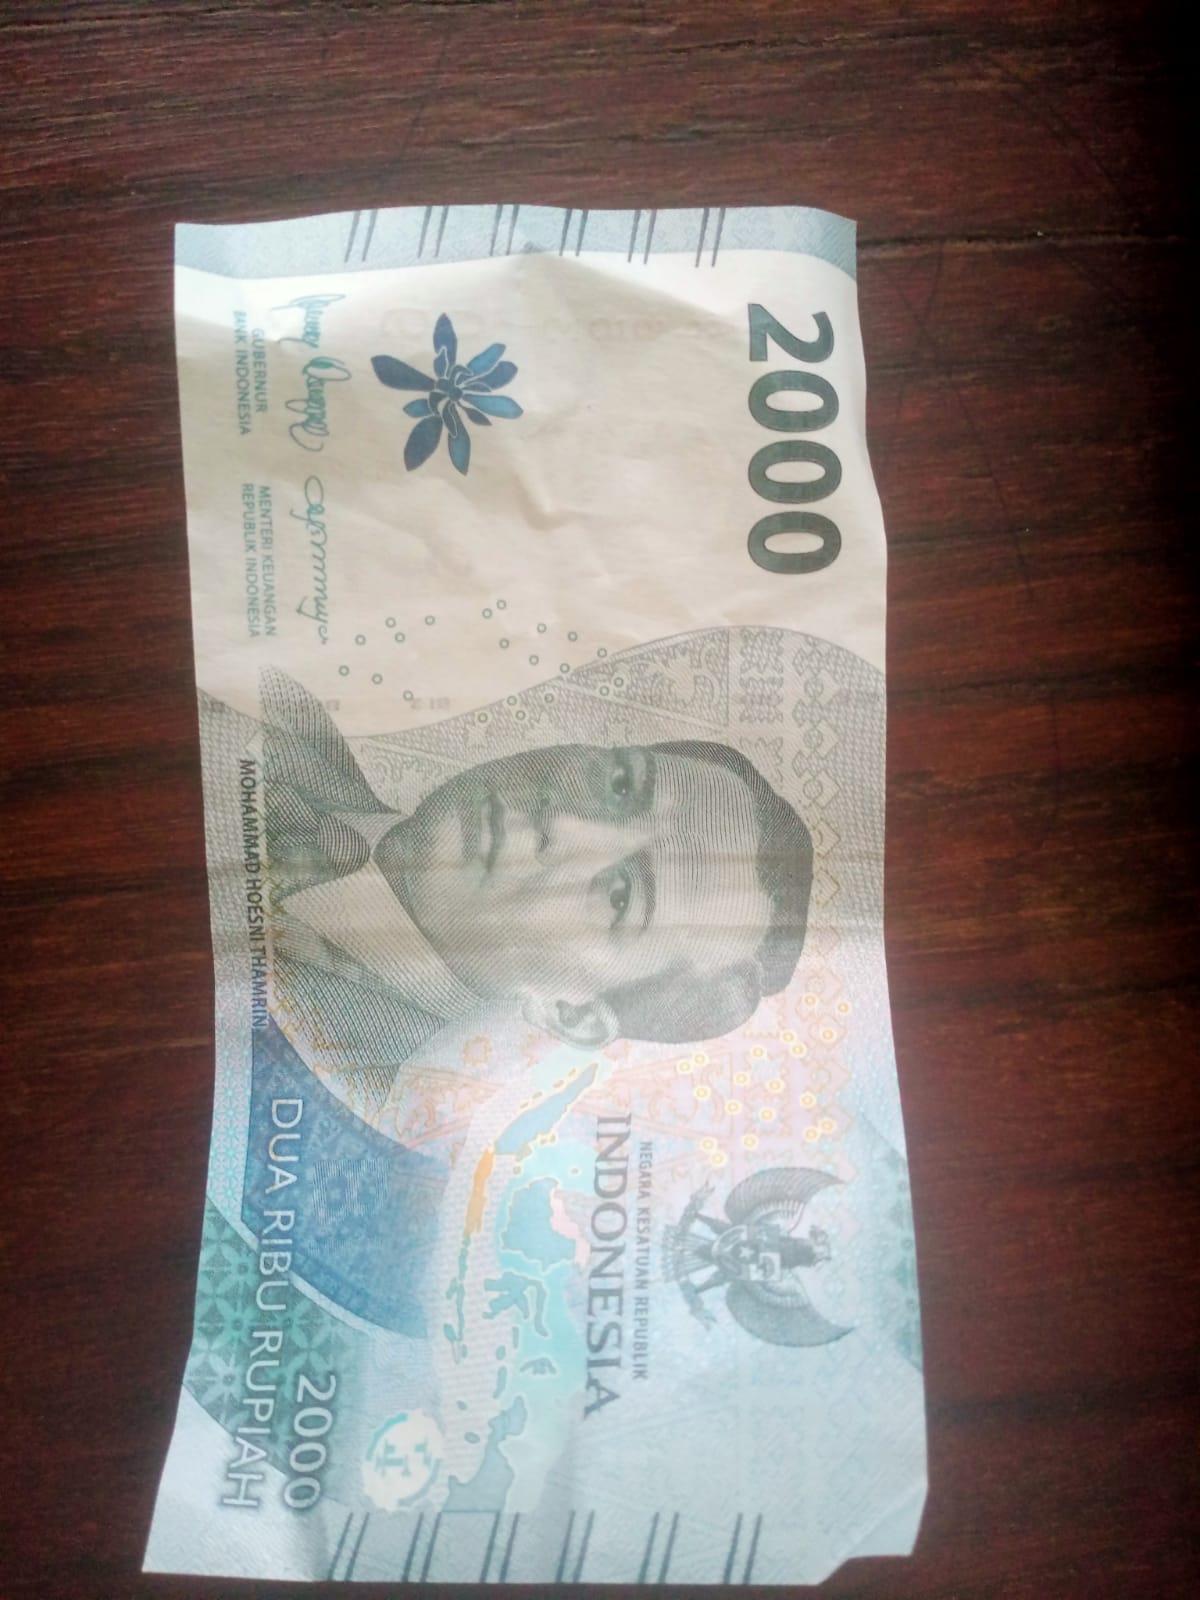 2000
NEGARA KESATUAN REPUBLIK
INDONESIA
GUBERNUR
BANK INDONESIA
MENTERI KEUANGAN
REPUBLIK INDONESIA
MOHAMMAD HOESNI THAMRIN
2000
DUA RIBU RUPIAH